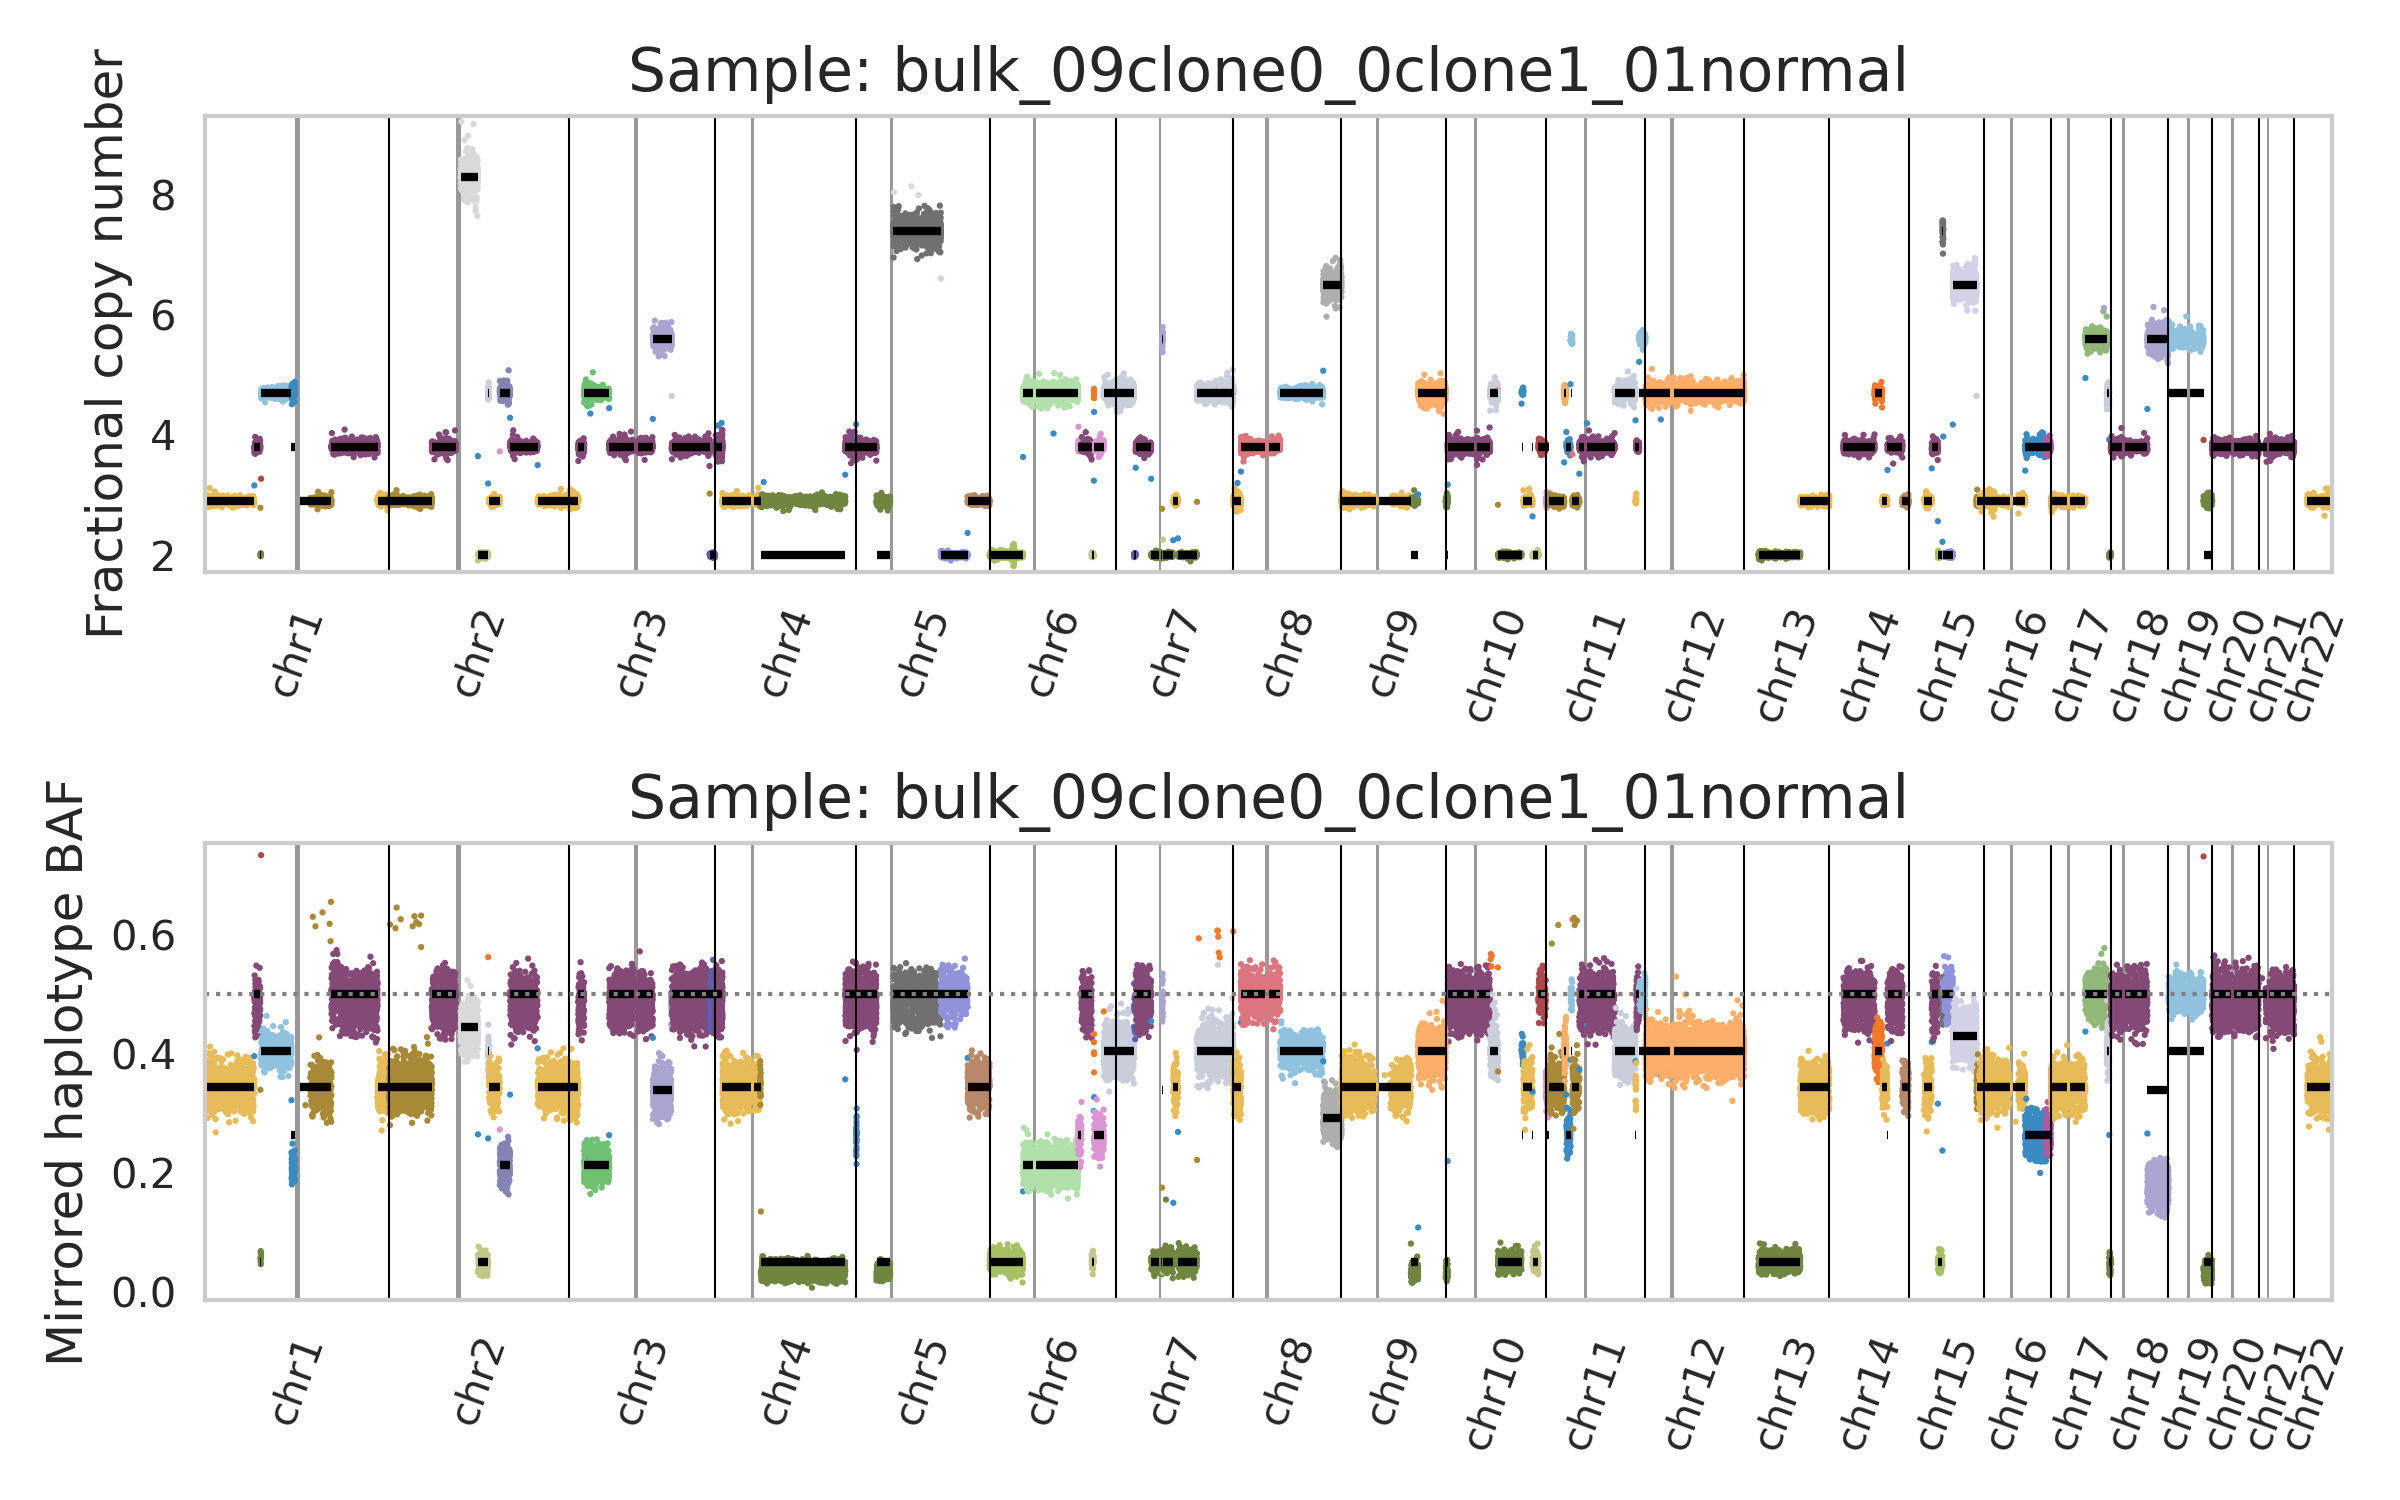 Sample: bulk_09clone0_0clone1_01normal
Fractional copy number
8
6
4
2
chr1 chr2 chr3 chr4 chr5 chr6 chr7 chr8 chr9 chr10 chr11 chr12 chr13 chr14 chr15 chr16 chr17 chr18 chr19 chr20 chr21 chr22
Sample: bulk_09clone0_0clone1_01normal
Mirrored haplotype BAF
0.6
0.4
0.2
0.0
chr1 chr2 chr3 chr4 chr5 chr6 chr7 chr8 chr9 chr10 chr11 chr12 chr13 chr14 chr15 chr16 chr17 chr18 chr19 chr20 chr21 chr22